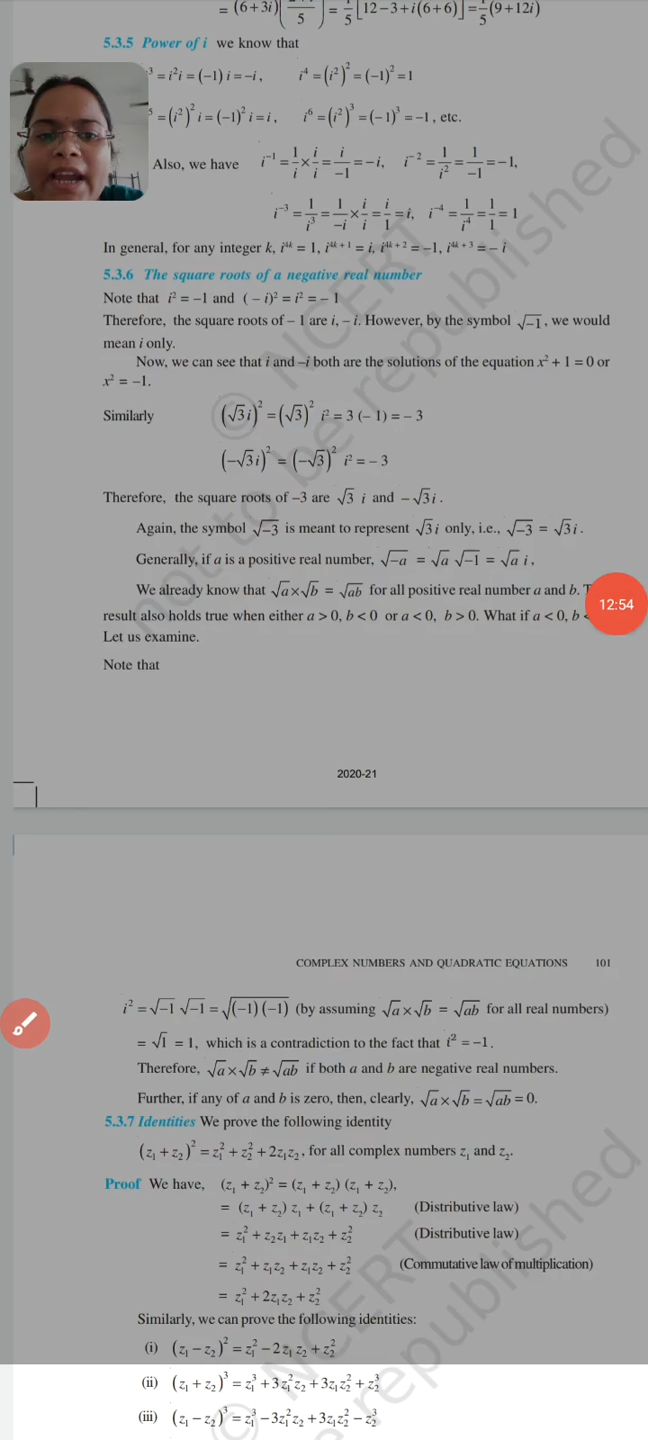 = (6+3i)( 5 ) = 1/5 [12−3+i(6+6)] = 1/5 (9+12i)
5.3.5 Power of i we know that
³ = i²i = (−1) i = −i, i⁴ = (i²)² = (−1)² = 1
⁵ = (i²)² i = (−1)² i = i, i⁶ = (i²)³ = (−1)³ = −1, etc.
Also, we have i⁻¹ = 1/i × i/i = i/−1 = −i, i⁻² = 1/i² = 1/−1 = −1,
i⁻³ = 1/i³ = 1/−i × i/i = i/1 = i, i⁻⁴ = 1/i⁴ = 1/1 = 1
In general, for any integer k, i⁴ᵏ = 1, i⁴ᵏ⁺¹ = i, i⁴ᵏ⁺² = −1, i⁴ᵏ⁺³ = − i
5.3.6 The square roots of a negative real number
Note that i² = −1 and ( − i)² = i² = − 1
Therefore, the square roots of – 1 are i, – i. However, by the symbol √−1, we would
mean i only.
Now, we can see that i and –i both are the solutions of the equation x² + 1 = 0 or
x² = −1.
Similarly (√3 i)² = (√3)² i² = 3 (− 1) = − 3
(−√3 i)² = (−√3)² i² = − 3
Therefore, the square roots of –3 are √3 i and −√3 i .
Again, the symbol √−3 is meant to represent √3 i only, i.e., √−3 = √3 i .
Generally, if a is a positive real number, √−a = √a √−1 = √a i ,
We already know that √a × √b = √ab for all positive real number a and b.
12:54
result also holds true when either a > 0, b < 0 or a < 0, b > 0. What if a < 0, b <
Let us examine.
Note that
2020-21
COMPLEX NUMBERS AND QUADRATIC EQUATIONS 101
i² = √−1 √−1 = √(−1)(−1) (by assuming √a × √b = √ab for all real numbers)
= √1 = 1, which is a contradiction to the fact that i² = −1.
Therefore, √a × √b ≠ √ab if both a and b are negative real numbers.
Further, if any of a and b is zero, then, clearly, √a × √b = √ab = 0.
5.3.7 Identities We prove the following identity
(z₁ + z₂)² = z₁² + z₂² + 2z₁z₂, for all complex numbers z₁ and z₂.
Proof We have, (z₁ + z₂)² = (z₁ + z₂) (z₁ + z₂),
= (z₁ + z₂) z₁ + (z₁ + z₂) z₂ (Distributive law)
= z₁² + z₂z₁ + z₁z₂ + z₂² (Distributive law)
= z₁² + z₁z₂ + z₁z₂ + z₂² (Commutative law of multiplication)
= z₁² + 2z₁z₂ + z₂²
Similarly, we can prove the following identities:
(i) (z₁ − z₂)² = z₁² − 2z₁z₂ + z₂²
(ii) (z₁ + z₂)³ = z₁³ + 3z₁²z₂ + 3z₁z₂² + z₂³
(iii) (z₁ − z₂)³ = z₁³ − 3z₁²z₂ + 3z₁z₂² − z₂³
© NCERT
not to be republished
© NCERT
be republished